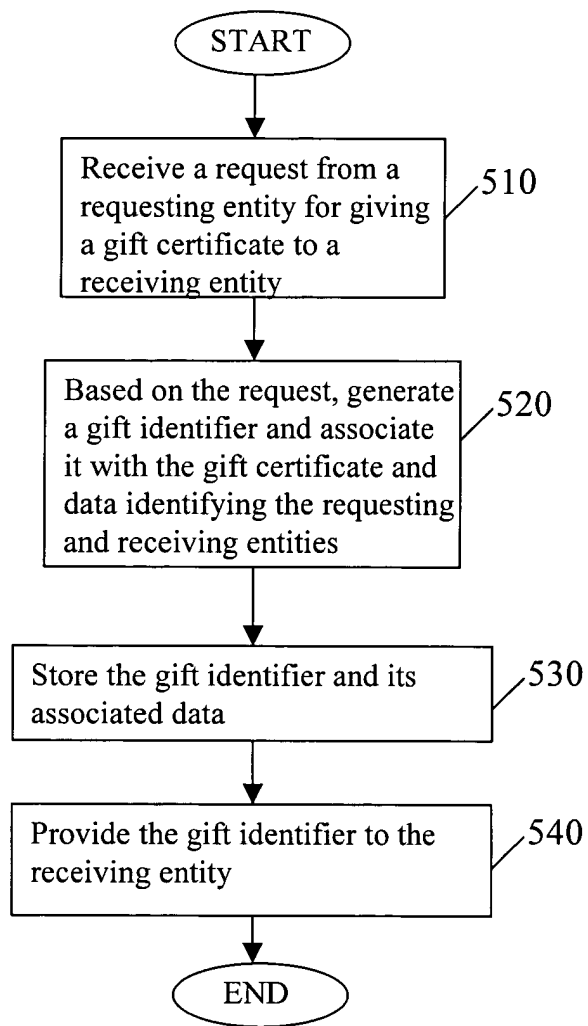 START
Receive a request from a
requesting entity for giving
a gift certificate to a
receiving entity
510
Based on the request, generate
a gift identifier and associate
it with the gift certificate and
data identifying the requesting
and receiving entities
520
Store the gift identifier and its
associated data
530
Provide the gift identifier to the
receiving entity
540
END